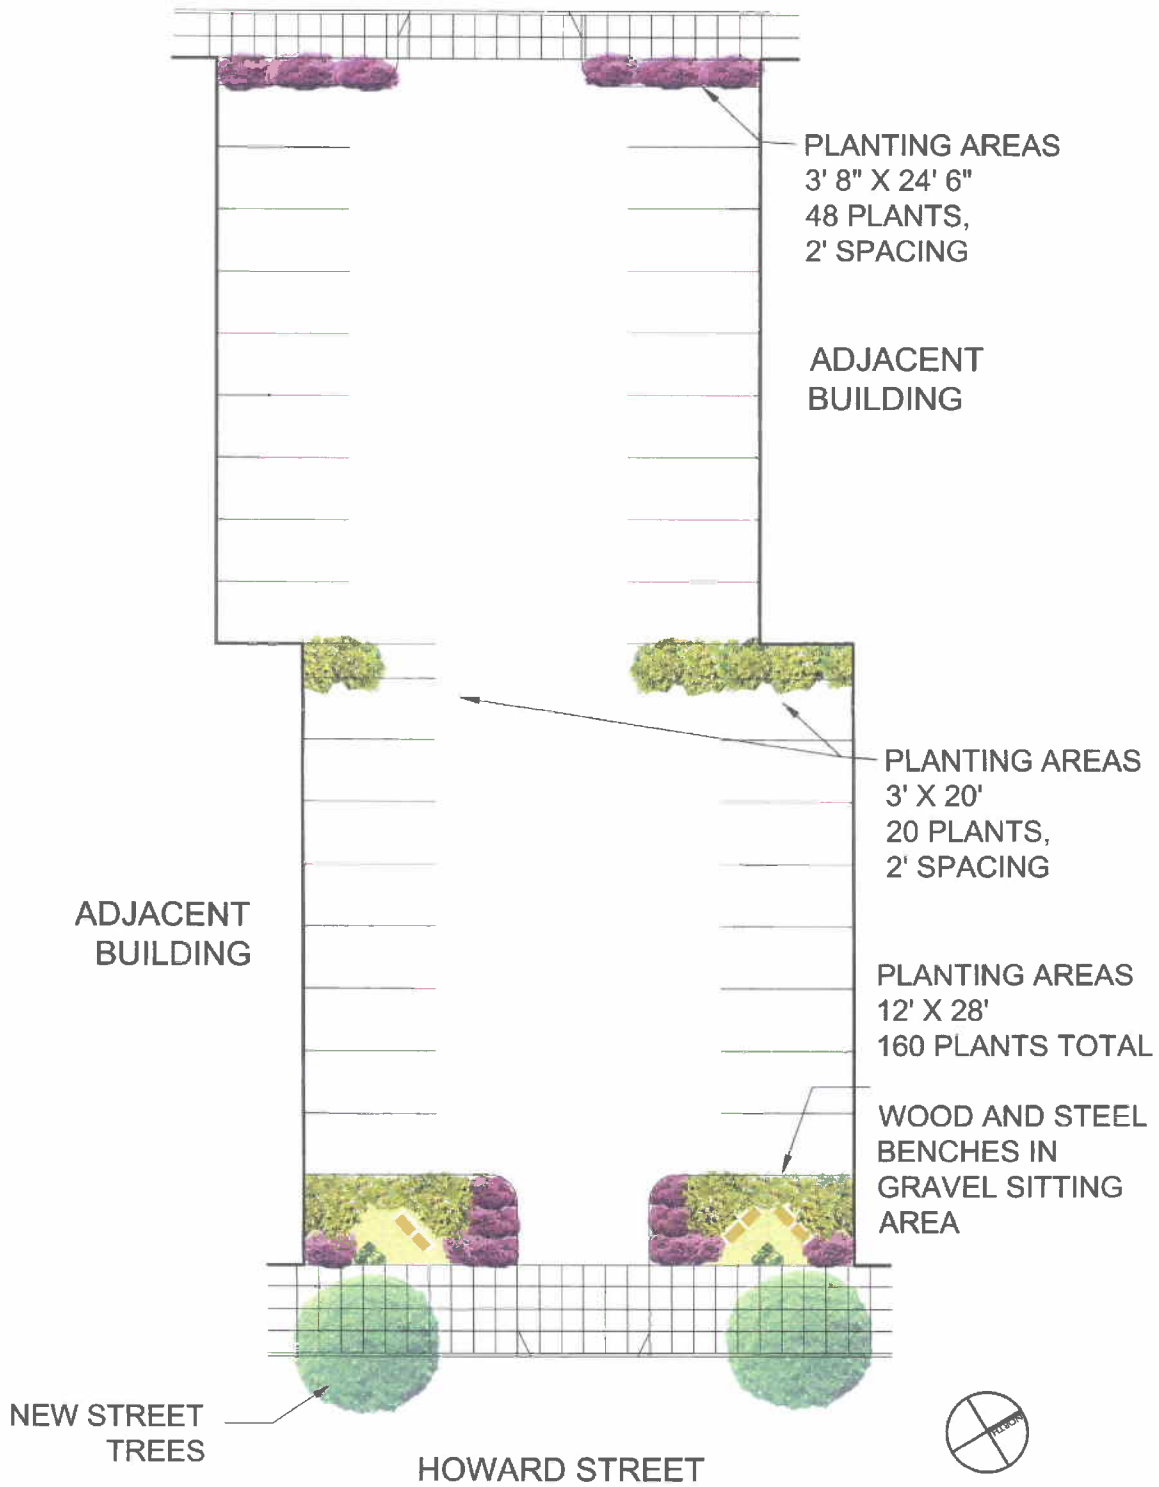 PLANTING AREAS
3' 8" X 24' 6"
48 PLANTS,
2' SPACING
ADJACENT
BUILDING
PLANTING AREAS
3' X 20'
20 PLANTS,
2' SPACING
ADJACENT
BUILDING
PLANTING AREAS
12' X 28'
160 PLANTS TOTAL
WOOD AND STEEL
BENCHES IN
GRAVEL SITTING
AREA
NEW STREET
TREES
HOWARD STREET
NORTH